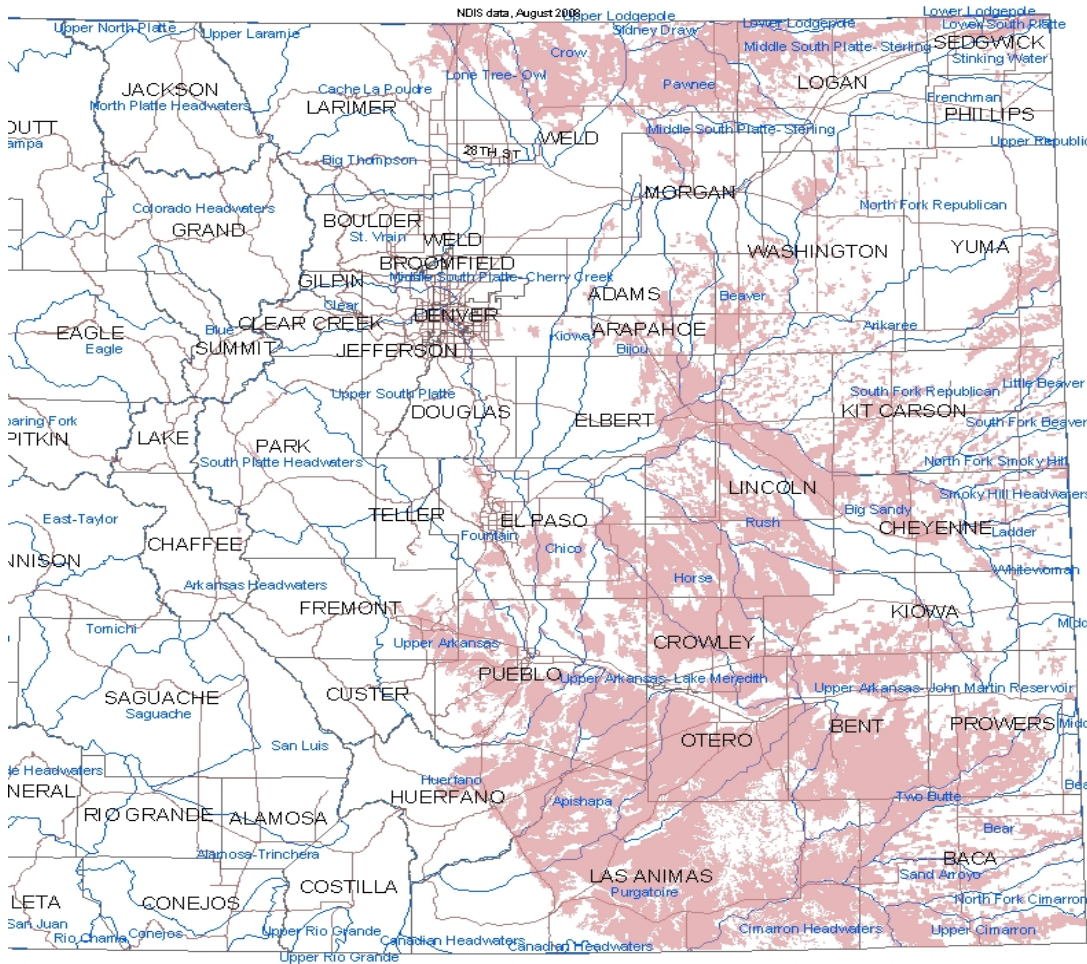 NDIS data, August 2008
Upper Lodgepole
Lower Lodgepole
Lower Lodgepole
Upper North Platte
Upper Laramie
Sidney Draw
Lower South Platte
Crow
Middle South Platte- Sterling
SEDGWICK
Stinking Water
Lone Tree- Owl
Pawnee
LOGAN
JACKSON
Cache La Poudre
North Platte Headwaters
LARIMER
Frenchman
PHILLIPS
OUTT
ampa
WELD
Middle South Platte- Sterling
Upper Republic
28TH ST
Big Thompson
MORGAN
Colorado Headwaters
GRAND
BOULDER
St. Vrain
North Fork Republican
WELD
WASHINGTON
YUMA
BROOMFIELD
Middle South Platte- Cherry Creek
GILPIN
ADAMS
Beaver
Clear
DENVER
CLEAR CREEK
Blue
EAGLE
Eagle
SUMMIT
JEFFERSON
Kiowa
ARAPAHOE
Bijou
Arikaree
Upper South Platte
DOUGLAS
South Fork Republican
Little Beaver
KIT CARSON
ELBERT
South Fork Beaver
oaring Fork
PITKIN
LAKE
PARK
South Platte Headwaters
North Fork Smoky Hill
LINCOLN
Smoky Hill Headwaters
East-Taylor
TELLER
EL PASO
Rush
Big Sandy
CHEYENNE
Ladder
Fountain
Chico
CHAFFEE
NNISON
Whitewoman
Arkansas Headwaters
Horse
FREMONT
KIOWA
Tomichi
Upper Arkansas
CROWLEY
Midd
PUEBLO
Upper Arkansas- Lake Meredith
Upper Arkansas- John Martin Reservoir
SAGUACHE
Saguache
CUSTER
BENT
PROWERS
Midd
OTERO
San Luis
de Headwaters
NERAL
Huerfano
HUERFANO
Apishapa
Two Butte
Bea
RIO GRANDE
ALAMOSA
Bear
Alamosa-Trinchera
BACA
COSTILLA
LAS ANIMAS
Purgatoire
Sand Arroyo
LETA
CONEJOS
North Fork Cimarron
San Juan
Rio Chama
Conejos
Upper Rio Grande
Canadian Headwaters
Canadian Headwaters
Cimarron Headwaters
Upper Cimarron
Upper Rio Grande